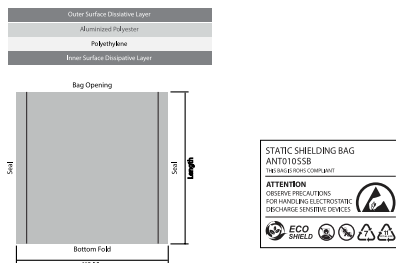 Outer Surface Dissiative Layer
Aluminized Polyester
Polyethylene
Inner Surface Dissipative Layer
Bag Opening
Seal
Seal
Length
Bottom Fold
STATIC SHIELDING BAG
ANT010SSB
THIS BAG IS ROHS COMPLIANT
ATTENTION
OBSERVE PRECAUTIONS
FOR HANDLING ELECTROSTATIC
DISCHARGE SENSITIVE DEVICES
ECO
SHIELD